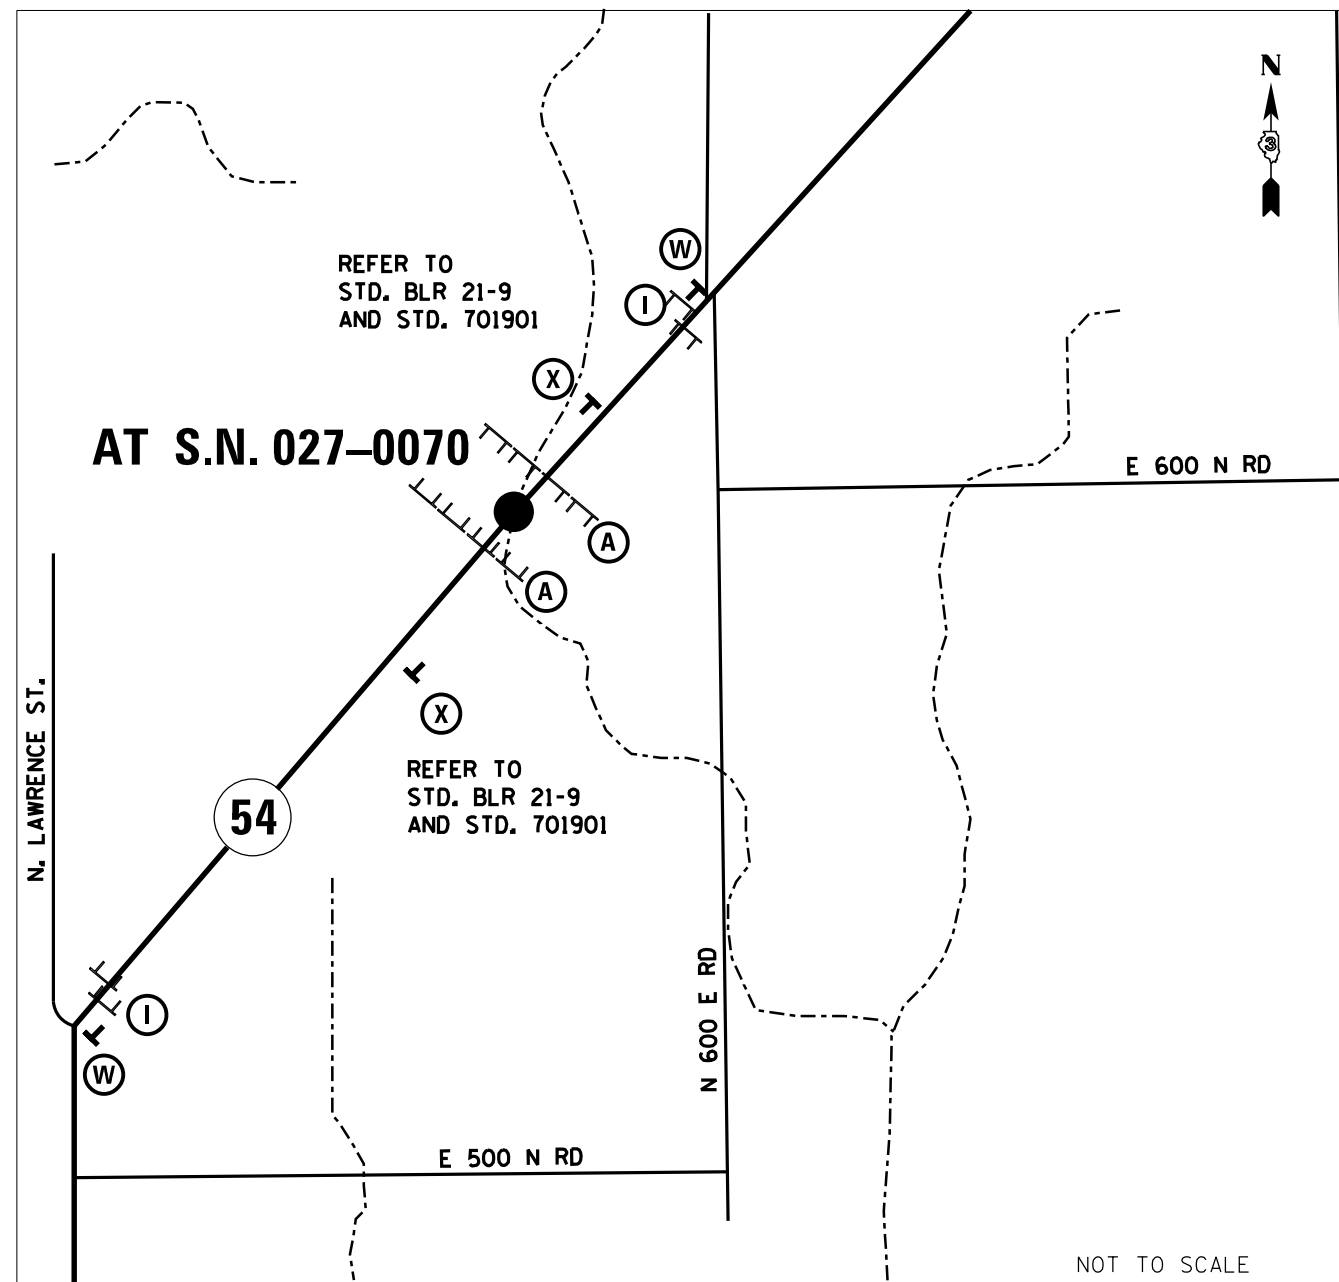 N
3
W
REFER TO
STD. BLR 21-9
AND STD. 701901
I
X
AT S.N. 027–0070
E 600 N RD
A
A
N. LAWRENCE ST.
X
REFER TO
STD. BLR 21-9
AND STD. 701901
54
N 600 E RD
I
W
E 500 N RD
NOT TO SCALE